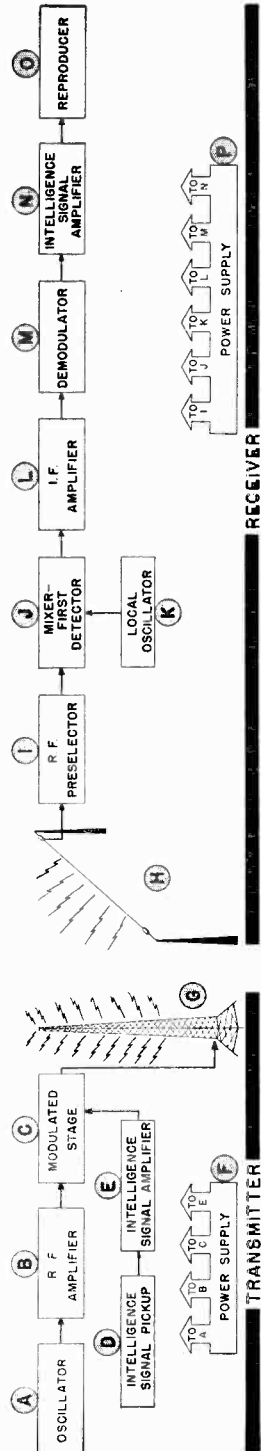 A
OSCILLATOR
B
R F
AMPLIFIER
C
MODULATED
STAGE
D
INTELLIGENCE
SIGNAL PICKUP
E
INTELLIGENCE
SIGNAL AMPLIFIER
TO A
TO B
TO C
TO E
POWER SUPPLY
F
G
TRANSMITTER
H
I
R F.
PRESELECTOR
J
MIXER-
FIRST
DETECTOR
LOCAL
OSCILLATOR
K
L
I.F.
AMPLIFIER
M
DEMODULATOR
N
INTELLIGENCE
SIGNAL
AMPLIFIER
O
REPRODUCER
TO I
TO J
TO K
TO L
TO M
TO N
POWER SUPPLY
P
RECEIVER